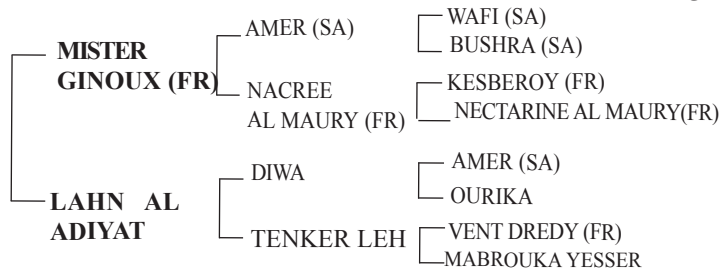 WAFI (SA)
AMER (SA)
BUSHRA (SA)
MISTER
GINOUX (FR)
KESBEROY (FR)
NACREE
AL MAURY (FR)
NECTARINE AL MAURY(FR)
AMER (SA)
DIWA
OURIKA
LAHN AL
ADIYAT
VENT DREDY (FR)
TENKER LEH
MABROUKA YESSER